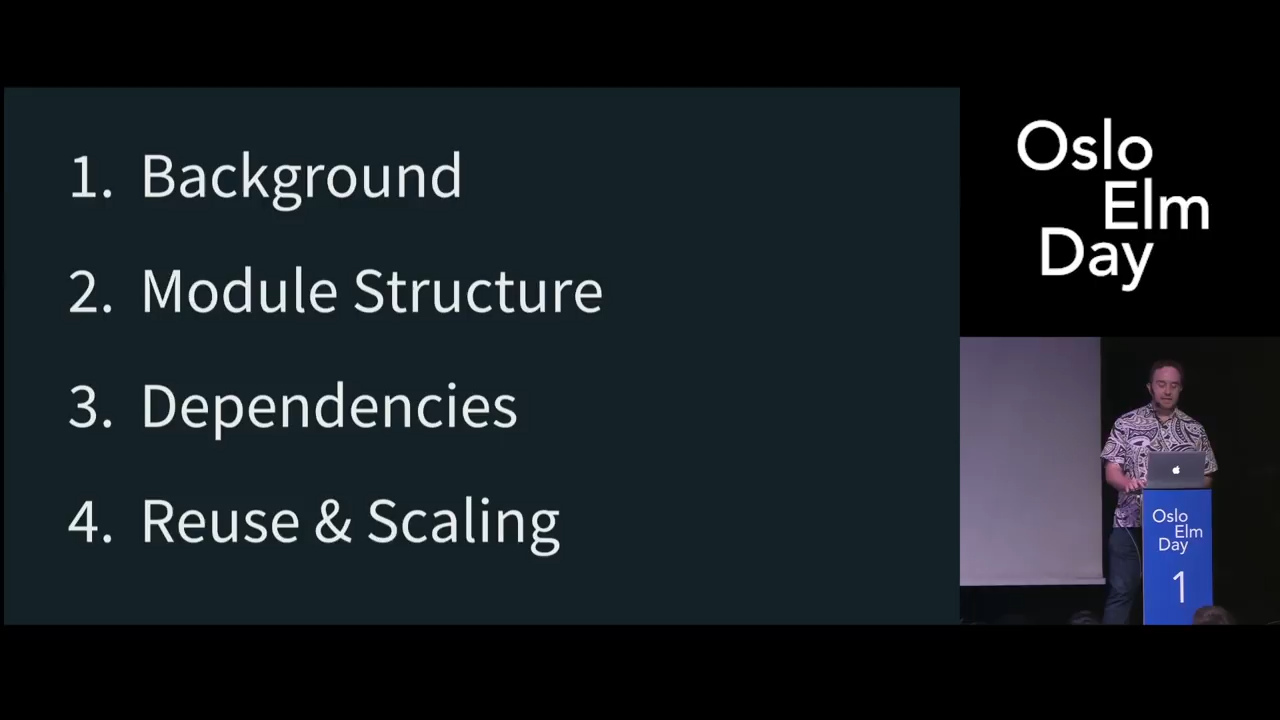 1. Background
2. Module Structure
3. Dependencies
4. Reuse & Scaling
Oslo
Elm
Day
Oslo
Elm
Day
1